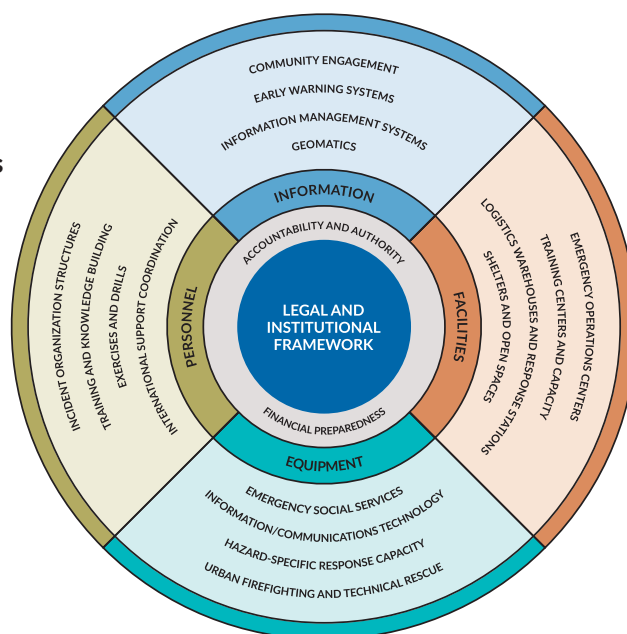 COMMUNITY ENGAGEMENT
EARLY WARNING SYSTEMS
INFORMATION MANAGEMENT SYSTEMS
GEOMATICS
INFORMATION
ACCOUNTABILITY AND AUTHORITY
LEGAL AND
INSTITUTIONAL
FRAMEWORK
FINANCIAL PREPAREDNESS
PERSONNEL
INCIDENT ORGANIZATION STRUCTURES
TRAINING AND KNOWLEDGE BUILDING
EXERCISES AND DRILLS
INTERNATIONAL SUPPORT COORDINATION
FACILITIES
EMERGENCY OPERATIONS CENTERS
TRAINING CENTERS AND CAPACITY
LOGISTICS WAREHOUSES AND RESPONSE STATIONS
SHELTERS AND OPEN SPACES
EQUIPMENT
EMERGENCY SOCIAL SERVICES
INFORMATION/COMMUNICATIONS TECHNOLOGY
HAZARD-SPECIFIC RESPONSE CAPACITY
URBAN FIREFIGHTING AND TECHNICAL RESCUE